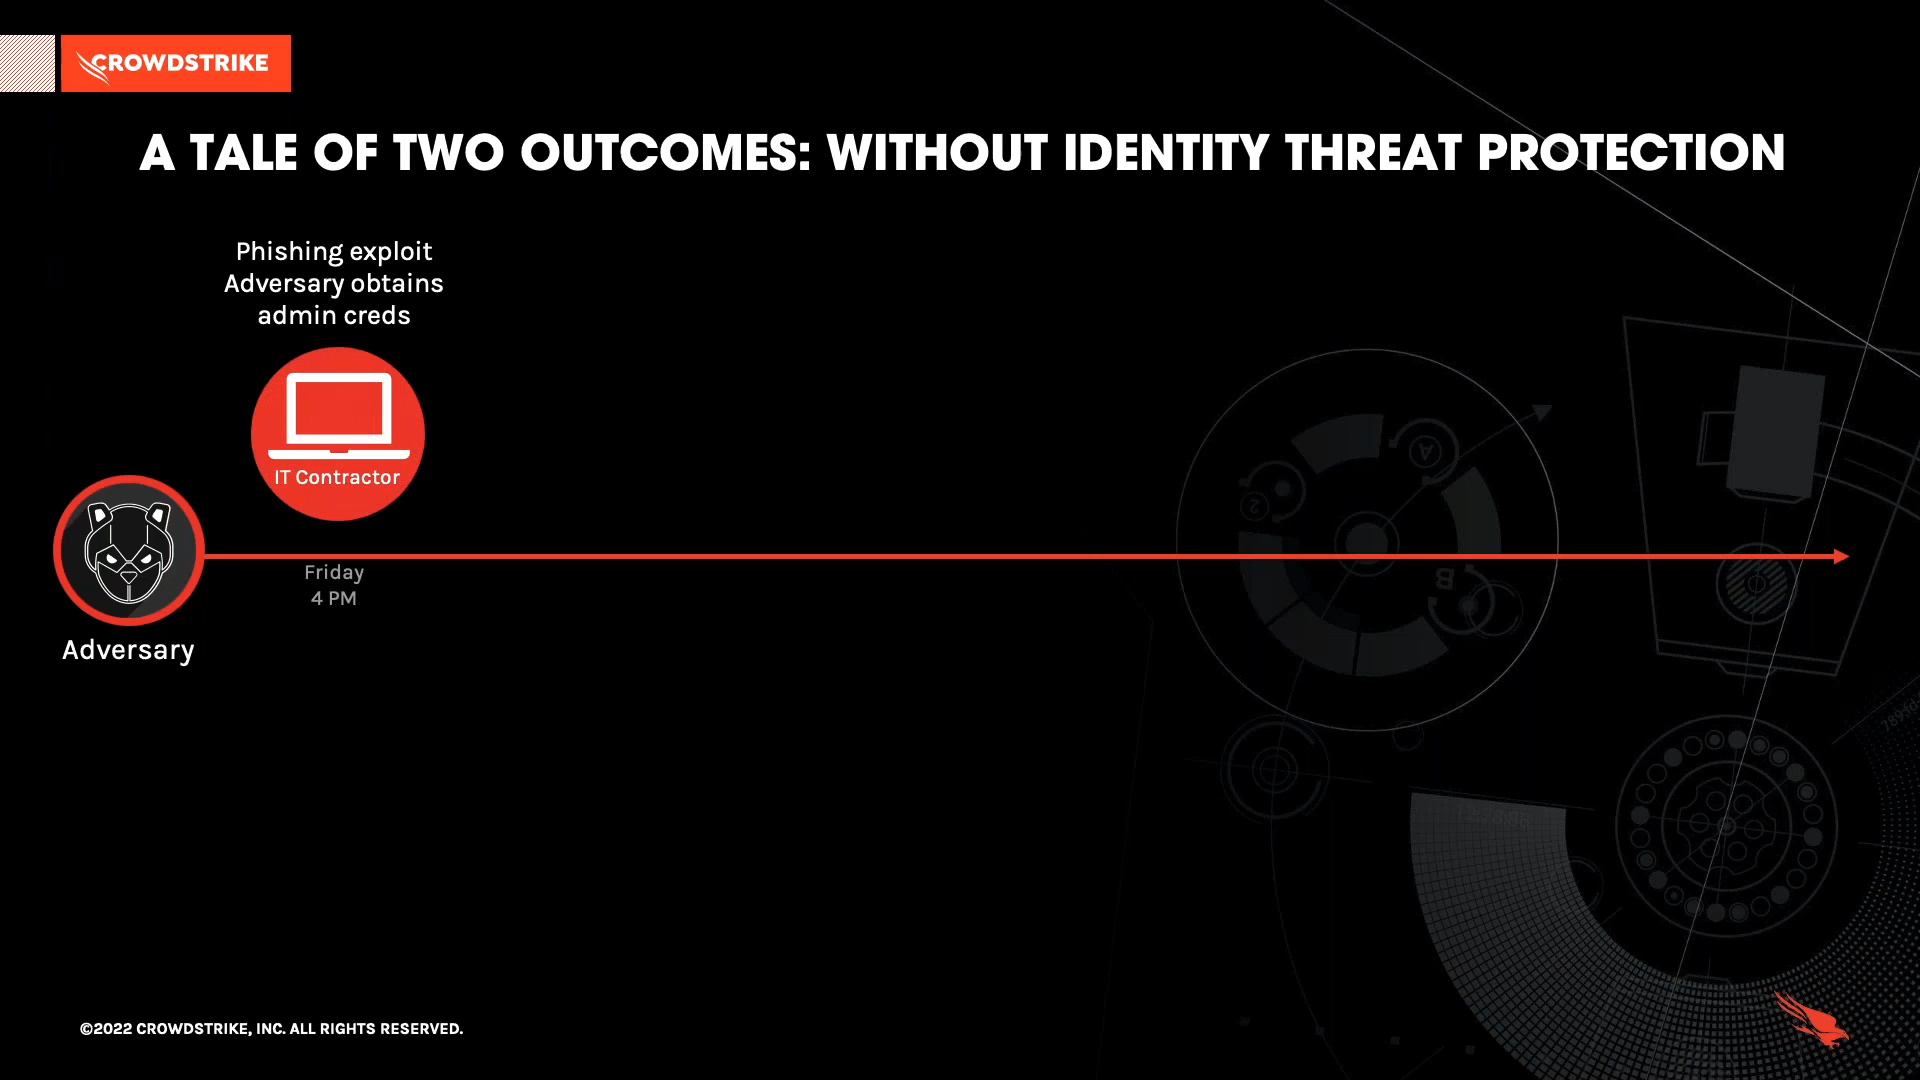 CROWDSTRIKE
A TALE OF TWO OUTCOMES: WITHOUT IDENTITY THREAT PROTECTION
Phishing exploit
Adversary obtains
admin creds
IT Contractor
Friday
4 PM
Adversary
A
2
B
©2022 CROWDSTRIKE, INC. ALL RIGHTS RESERVED.